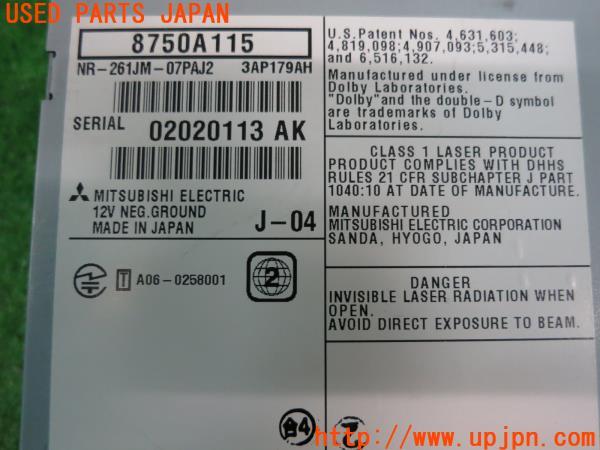 USED PARTS JAPAN
8750A115
NR-261JM-07PAJ2 3AP179AH
SERIAL 02020113 AK
MITSUBISHI ELECTRIC
12V NEG.GROUND
MADE IN JAPAN J-04
T A06-0258001
2
U.S.Patent Nos. 4,631,603;
4,819,098;4,907,093;5,315,448;
and 6,516,132.
Manufactured under license from
Dolby Laboratories.
"Dolby"and the double-D symbol
are trademarks of Dolby
Laboratories.
CLASS 1 LASER PRODUCT
PRODUCT COMPLIES WITH DHHS
RULES 21 CFR SUBCHAPTER J PART
1040:10 AT DATE OF MANUFACTURE.
MANUFACTURED
MITSUBISHI ELECTRIC CORPORATION
SANDA, HYOGO, JAPAN
DANGER
INVISIBLE LASER RADIATION WHEN
OPEN.
AVOID DIRECT EXPOSURE TO BEAM.
合4
http://www.upjpn.com/